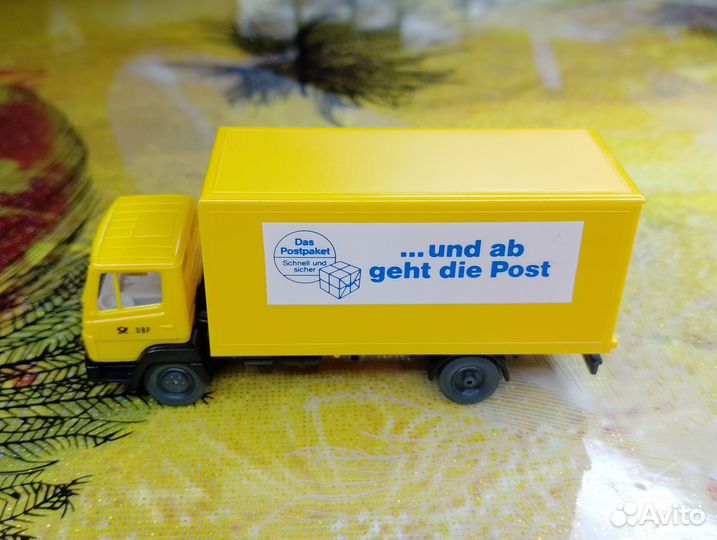 Das
Postpaket
Schnell und
sicher
...und ab
geht die Post
DBP
Avito